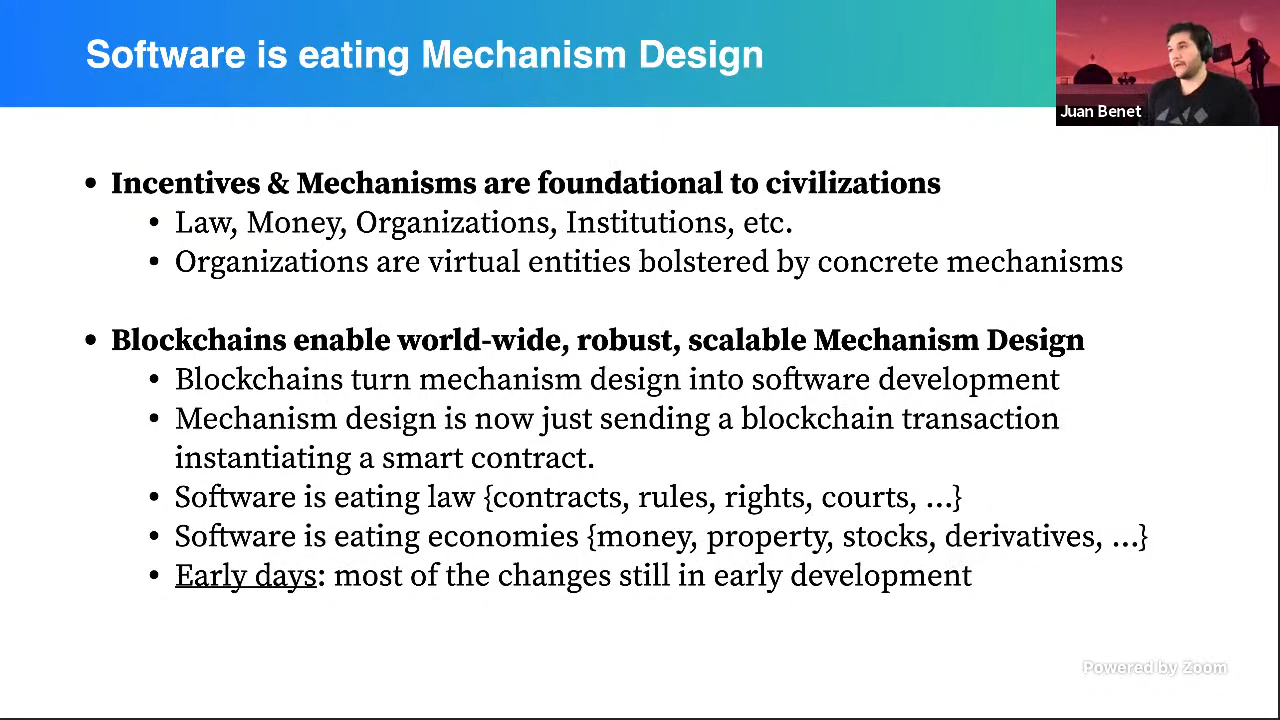 Software is eating Mechanism Design
Juan Benet
• Incentives & Mechanisms are foundational to civilizations
• Law, Money, Organizations, Institutions, etc.
• Organizations are virtual entities bolstered by concrete mechanisms
• Blockchains enable world-wide, robust, scalable Mechanism Design
• Blockchains turn mechanism design into software development
• Mechanism design is now just sending a blockchain transaction
instantiating a smart contract.
• Software is eating law {contracts, rules, rights, courts, ...}
• Software is eating economies {money, property, stocks, derivatives, ...}
• Early days: most of the changes still in early development
Powered by Zoom